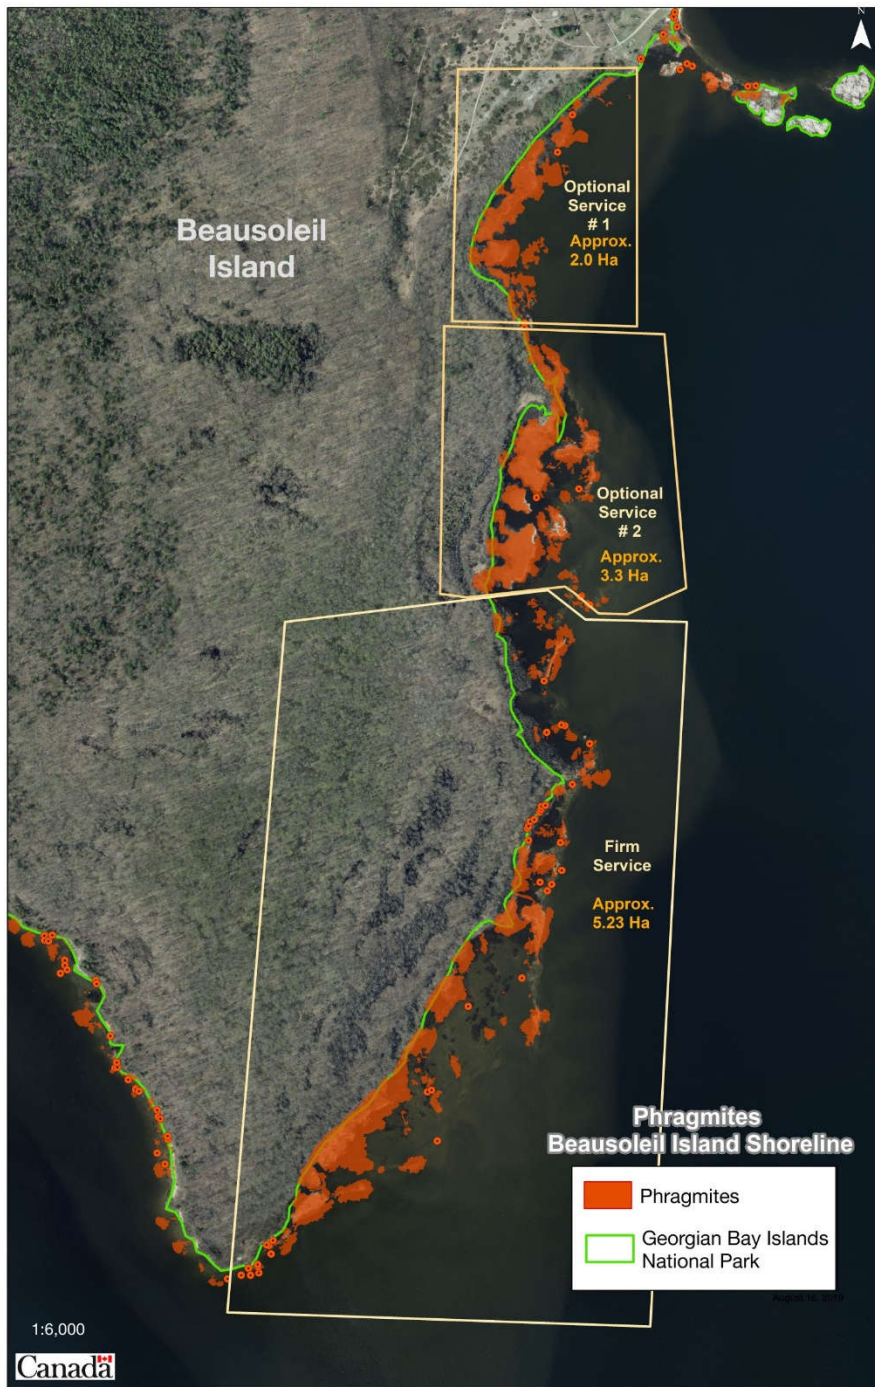 N
Beausoleil
Island
Optional
Service
# 1
Approx.
2.0 Ha
Optional
Service
# 2
Approx.
3.3 Ha
Firm
Service
Approx.
5.23 Ha
Phragmites
Beausoleil Island Shoreline
Phragmites
Georgian Bay Islands
National Park
1:6,000
Canada